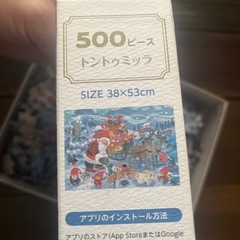 500ピース
トントゥミッラ
SIZE 38×53cm
アプリのインストール方法
アプリのストア(App StoreまたはGoogle